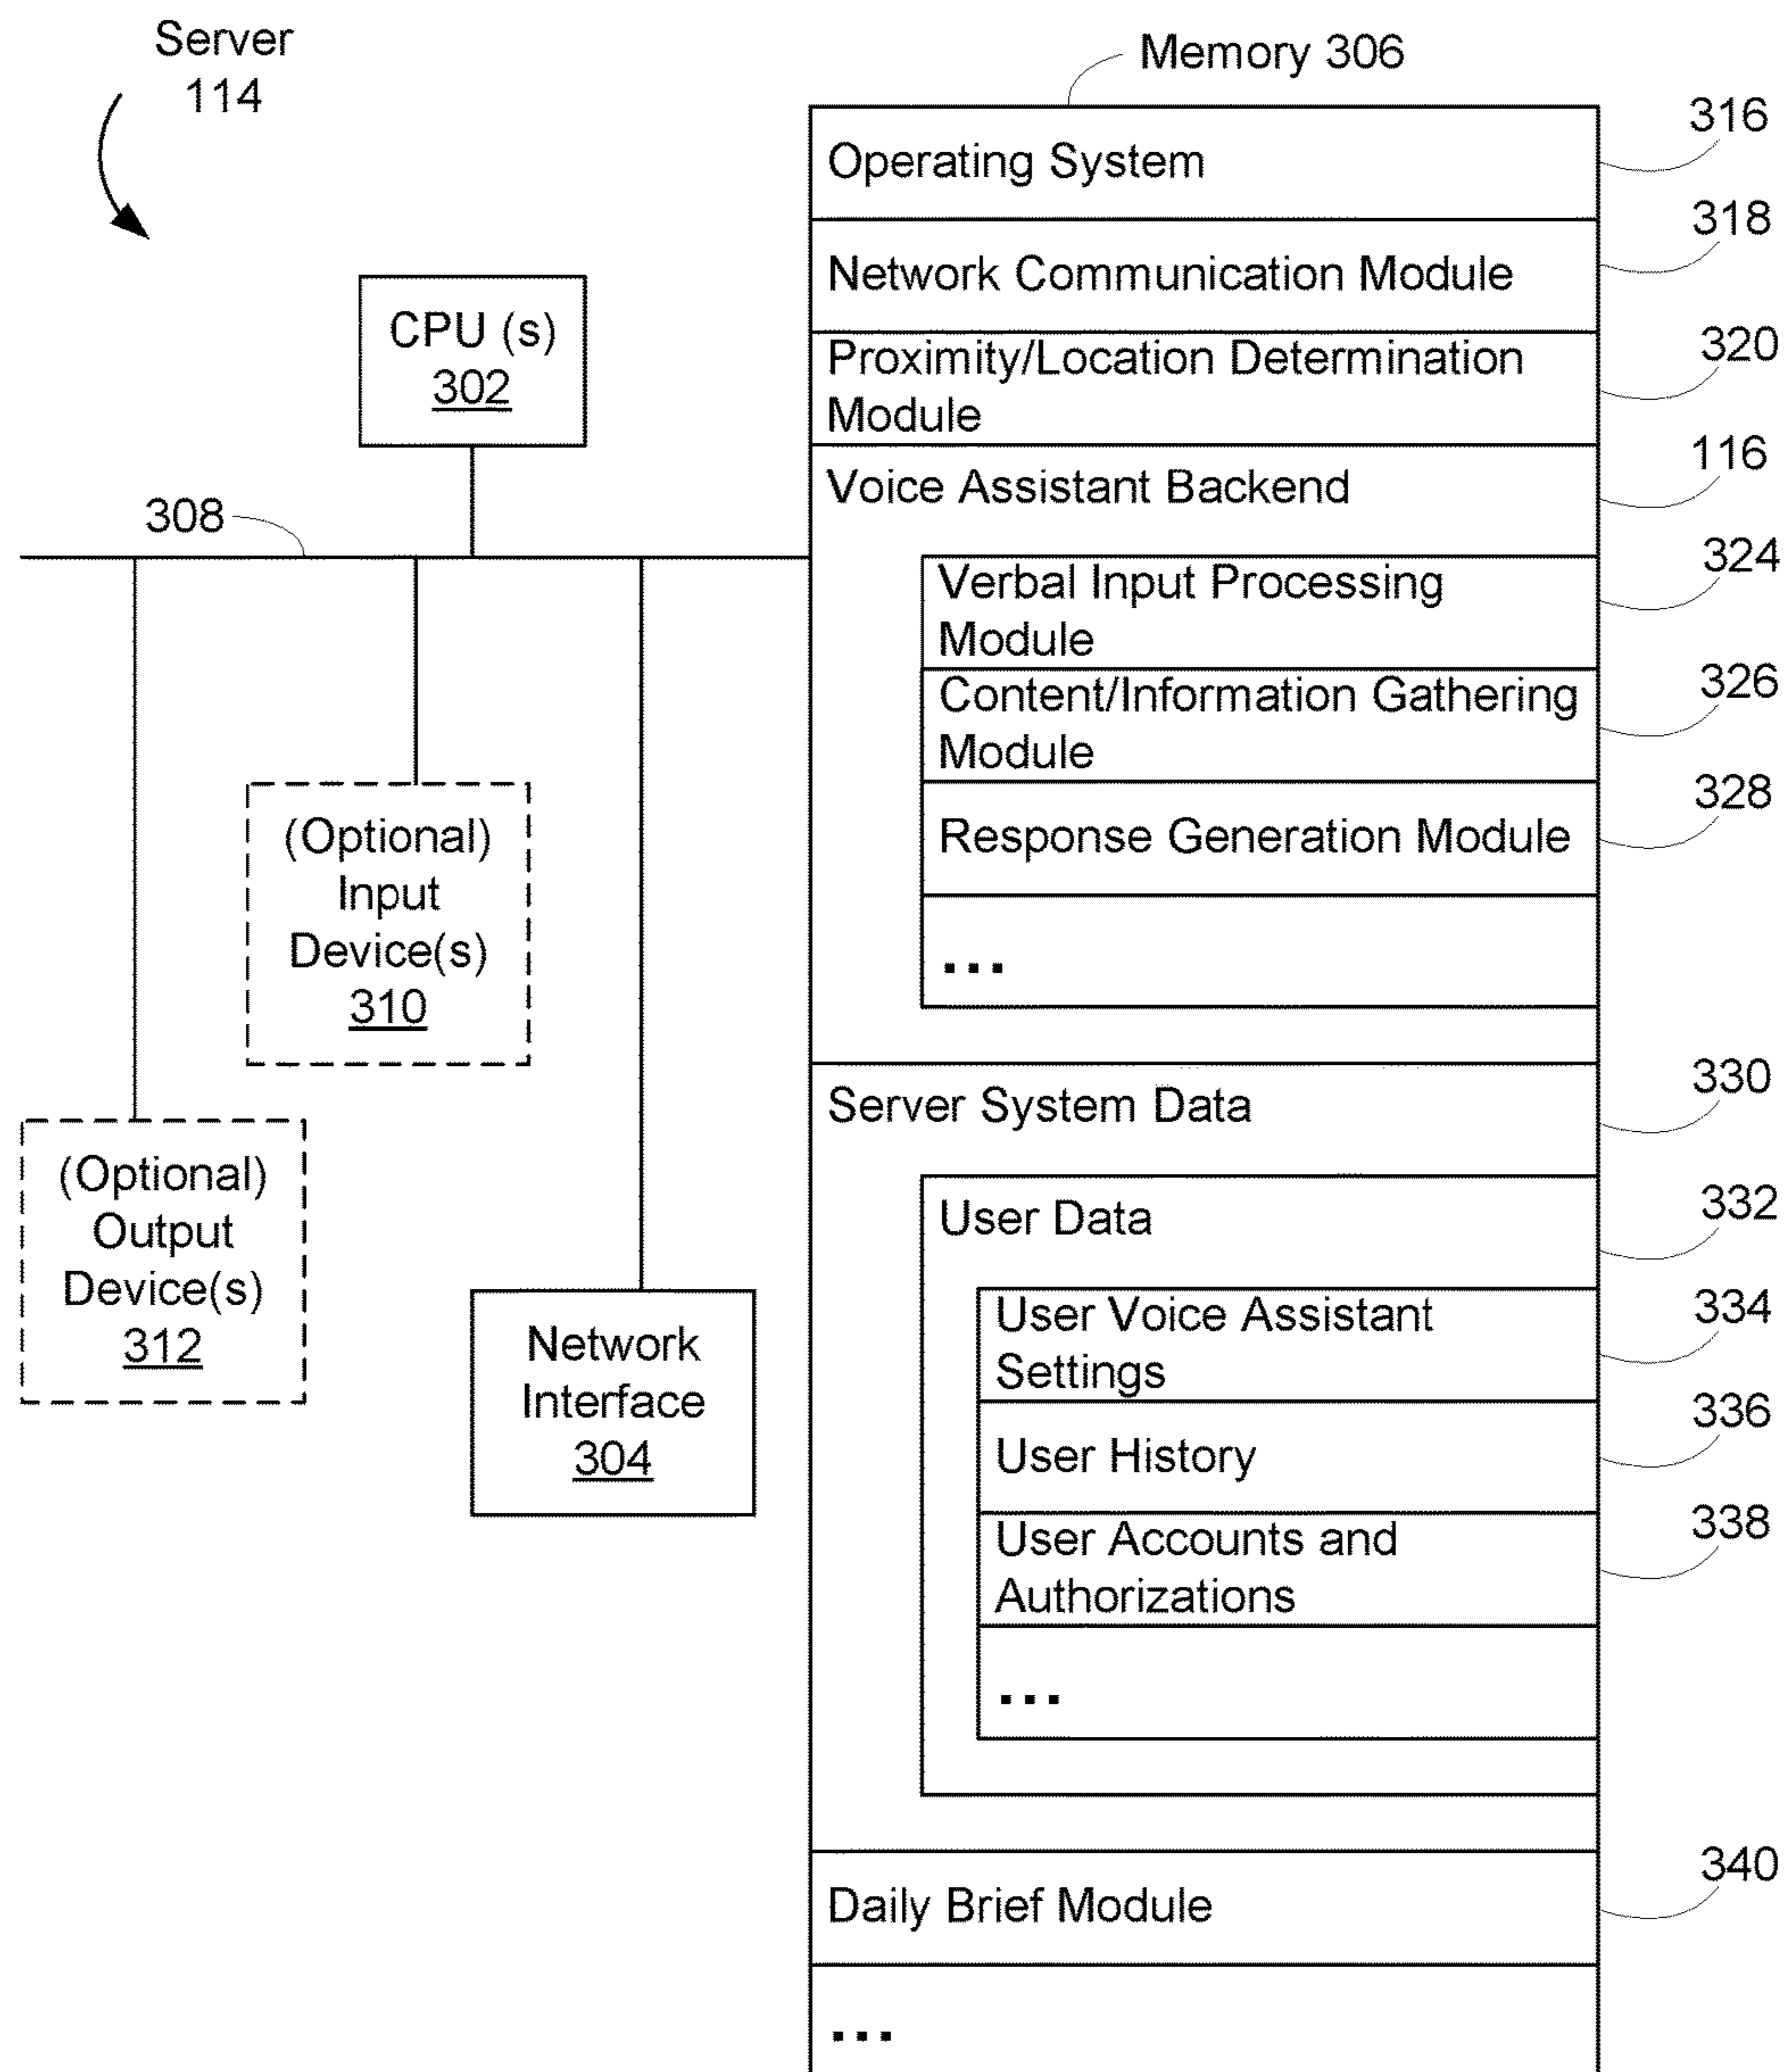 Server
114
Memory 306
316
Operating System
318
Network Communication Module
CPU (s)
302
320
Proximity/Location Determination
Module
116
Voice Assistant Backend
308
324
Verbal Input Processing
Module
326
Content/Information Gathering
Module
328
Response Generation Module
...
(Optional)
Input
Device(s)
310
330
Server System Data
(Optional)
Output
Device(s)
312
332
User Data
334
User Voice Assistant
Settings
Network
Interface
304
336
User History
338
User Accounts and
Authorizations
...
340
Daily Brief Module
...